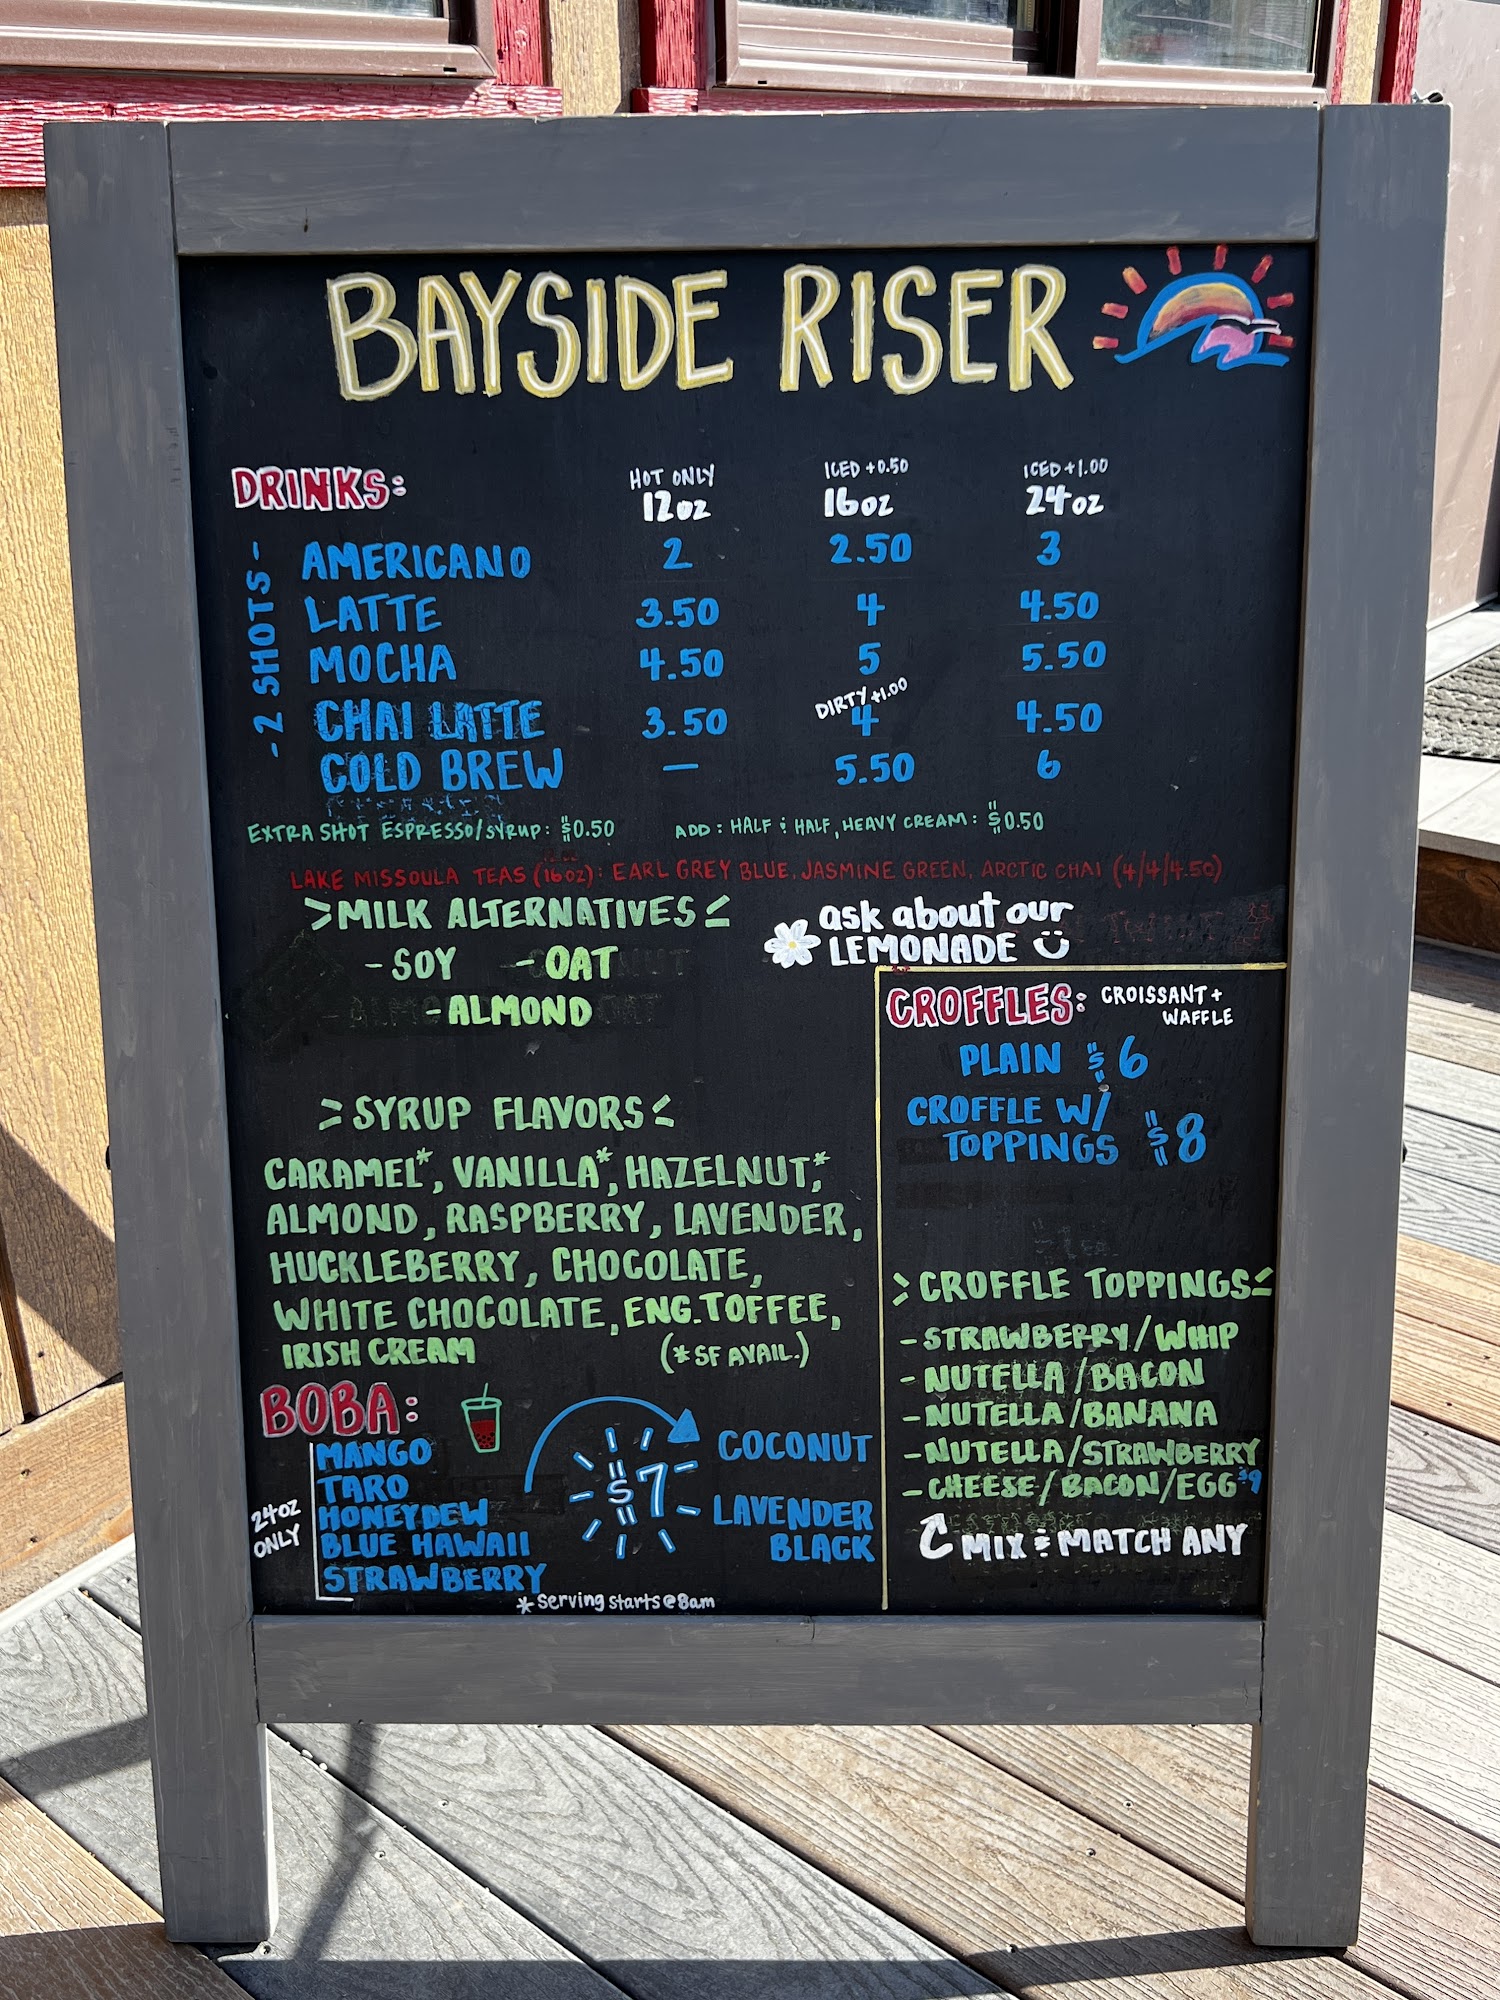 BAYSIDE RISER
DRINKS:
HOT ONLY
12oz
ICED +0.50
16oz
ICED +1.00
24oz
- 2 SHOTS -
AMERICANO 2 2.50 3
LATTE 3.50 4 4.50
MOCHA 4.50 5 5.50
DIRTY +1.00
CHAI LATTE 3.50 4 4.50
COLD BREW — 5.50 6
EXTRA SHOT ESPRESSO/SYRUP: $0.50 ADD: HALF & HALF, HEAVY CREAM: $0.50
LAKE MISSOULA TEAS (16oz): EARL GREY BLUE, JASMINE GREEN, ARCTIC CHAI (4/4/4.50)
MILK ALTERNATIVES
- SOY - OAT
- ALMOND
ask about our
LEMONADE
SYRUP FLAVORS
CARAMEL*, VANILLA*, HAZELNUT*,
ALMOND, RASPBERRY, LAVENDER,
HUCKLEBERRY, CHOCOLATE,
WHITE CHOCOLATE, ENG. TOFFEE,
IRISH CREAM (*SF AVAIL.)
BOBA:
24oz
ONLY
MANGO
TARO
HONEYDEW
BLUE HAWAII
STRAWBERRY
$7
COCONUT
LAVENDER
BLACK
*Serving starts @ 8am
CROFFLES: CROISSANT +
WAFFLE
PLAIN $6
CROFFLE W/
TOPPINGS $8
CROFFLE TOPPINGS
- STRAWBERRY/WHIP
- NUTELLA/BACON
- NUTELLA/BANANA
- NUTELLA/STRAWBERRY
- CHEESE/BACON/EGG $9
MIX & MATCH ANY